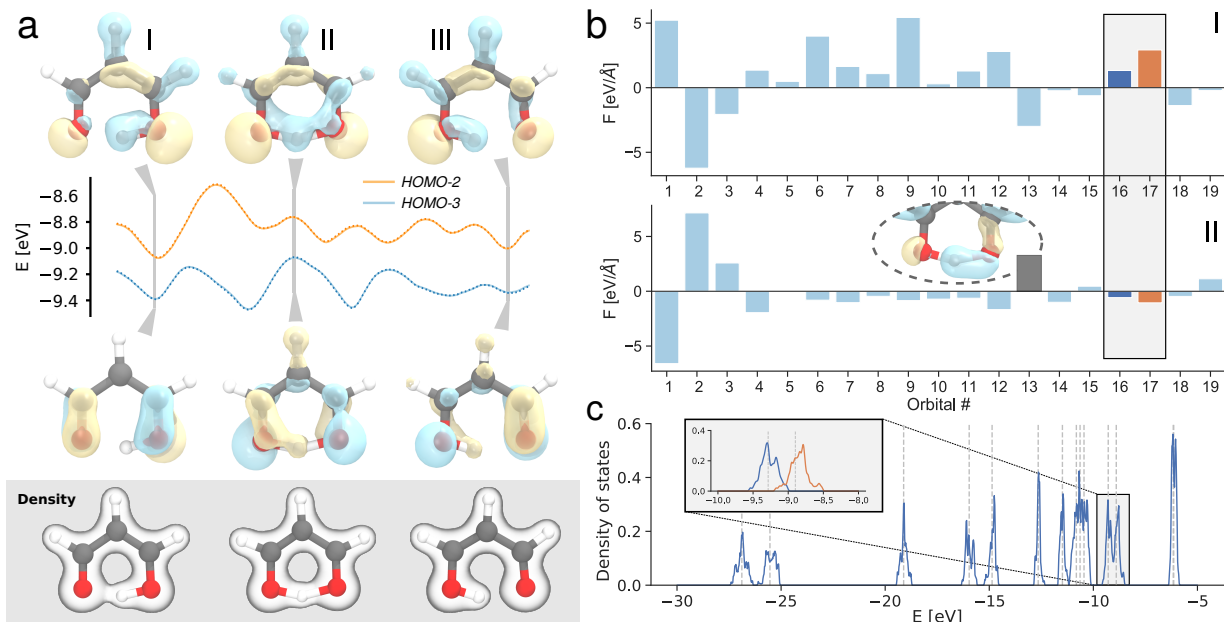 a
I
II
III
HOMO-2
HOMO-3
E [eV]
−8.6
−8.8
−9.0
−9.2
−9.4
Density
b
I
F [eV/Å]
5
0
−5
1 2 3 4 5 6 7 8 9 10 11 12 13 14 15 16 17 18 19
II
F [eV/Å]
5
0
−5
1 2 3 4 5 6 7 8 9 10 11 12 13 14 15 16 17 18 19
Orbital #
c
Density of states
0.6
0.4
0.2
0.0
0.4
0.2
0.0
−10,0 −9,5 −9,0 −8,5 −8,0
−30 −25 −20 −15 −10 −5
E [eV]